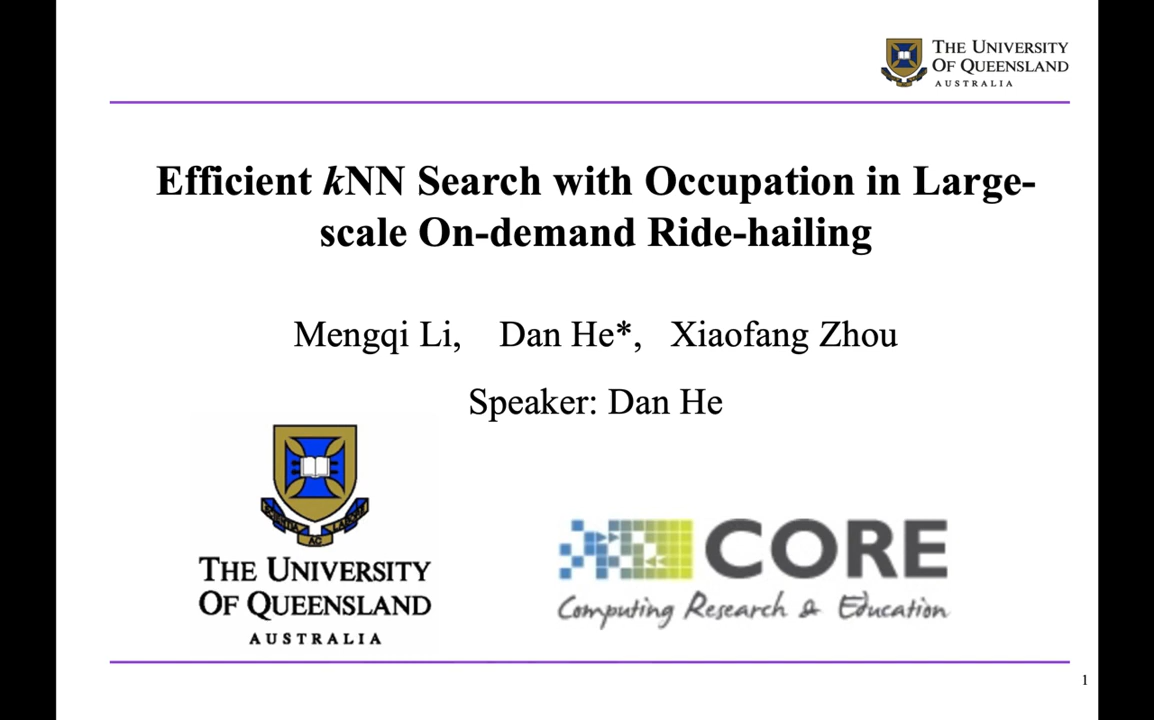 THE UNIVERSITY
OF QUEENSLAND
AUSTRALIA
Efficient kNN Search with Occupation in Large-
scale On-demand Ride-hailing
Mengqi Li, Dan He*, Xiaofang Zhou
Speaker: Dan He
AC
THE UNIVERSITY
OF QUEENSLAND
AUSTRALIA
CORE
Computing Research & Education
1